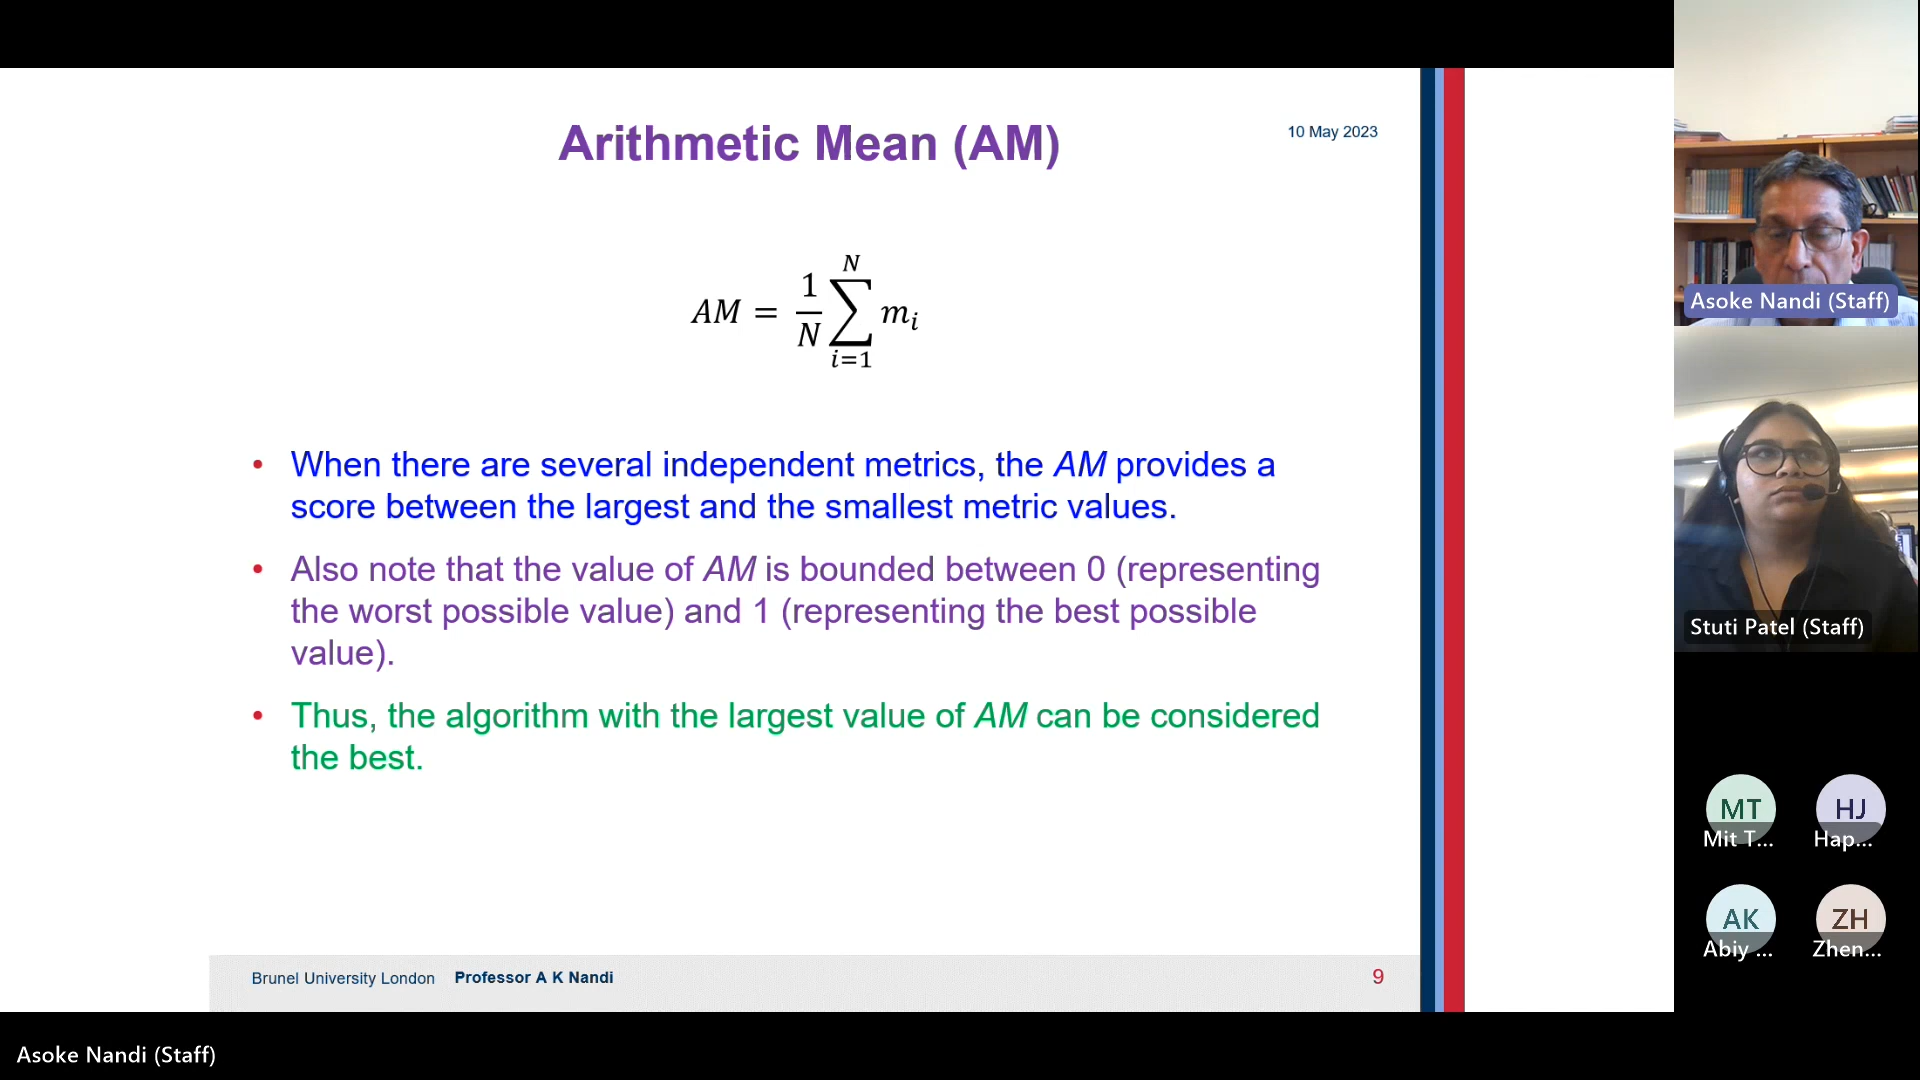 Arithmetic Mean (AM)
10 May 2023
AM = \frac{1}{N} \sum_{i=1}^{N} m_i
• When there are several independent metrics, the AM provides a
score between the largest and the smallest metric values.
• Also note that the value of AM is bounded between 0 (representing
the worst possible value) and 1 (representing the best possible
value).
• Thus, the algorithm with the largest value of AM can be considered
the best.
Brunel University London Professor A K Nandi
9
Asoke Nandi (Staff)
Stuti Patel (Staff)
MT
Mit T...
HJ
Hap...
AK
Abiy ...
ZH
Zhen...
Asoke Nandi (Staff)